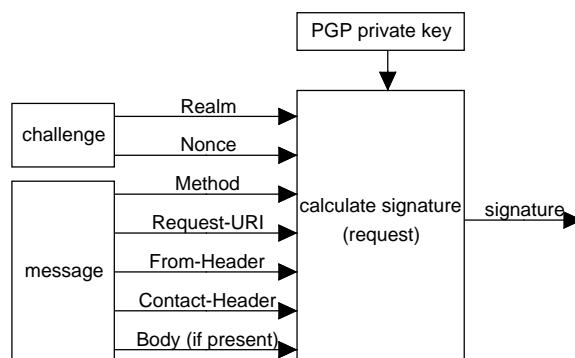 PGP private key
challenge
Realm
Nonce
message
Method
Request-URI
From-Header
Contact-Header
Body (if present)
calculate signature
(request)
signature